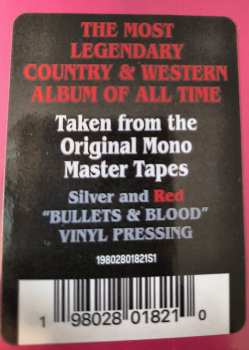 THE MOST
LEGENDARY
COUNTRY & WESTERN
ALBUM OF ALL TIME
Taken from the
Original Mono
Master Tapes
Silver and Red
"BULLETS & BLOOD"
VINYL PRESSING
19802801821S1
1 98028 01821 0